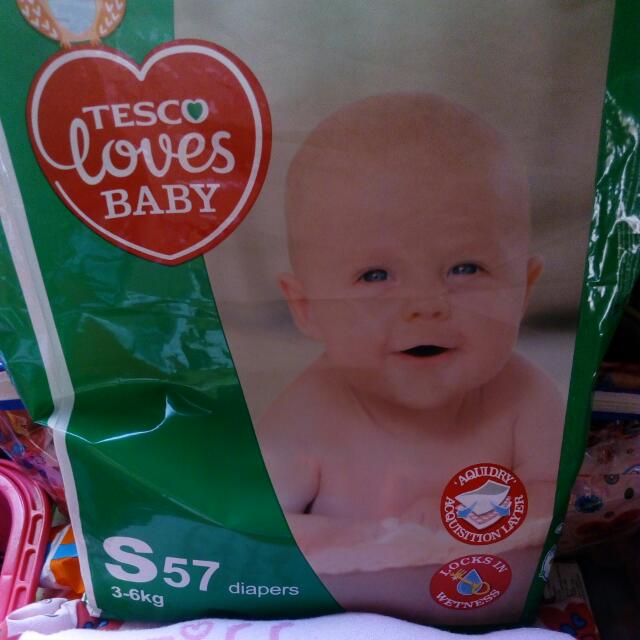 TESCO
loves
BABY
AQUIDRY
ACQUISITION LAYER
LOCKS IN
WETNESS
S57 diapers
3-6kg